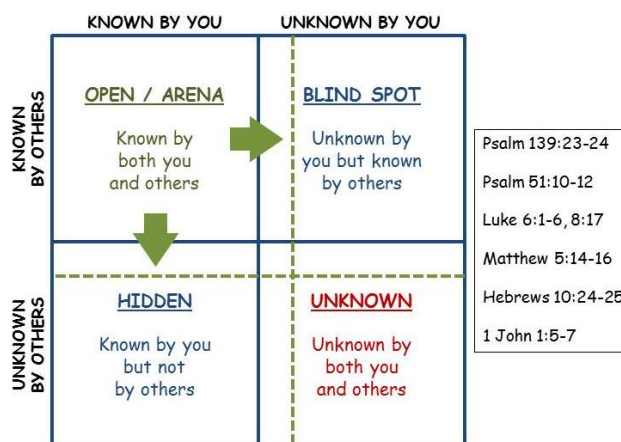 KNOWN BY YOU
UNKNOWN BY YOU
KNOWN
BY OTHERS
OPEN / ARENA
Known by
both you
and others
BLIND SPOT
Unknown by
you but known
by others
UNKNOWN
BY OTHERS
HIDDEN
Known by you
but not
by others
UNKNOWN
Unknown by
both you
and others
Psalm 139:23-24
Psalm 51:10-12
Luke 6:1-6, 8:17
Matthew 5:14-16
Hebrews 10:24-25
1 John 1:5-7